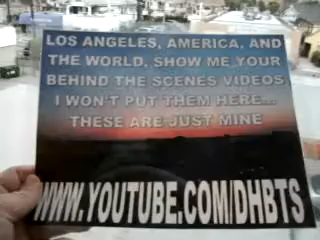 LOS ANGELES, AMERICA, AND
THE WORLD, SHOW ME YOUR
BEHIND THE SCENES VIDEOS
I WON'T PUT THEM HERE...
THESE ARE JUST MINE
WWW.YOUTUBE.COM/DHBTS